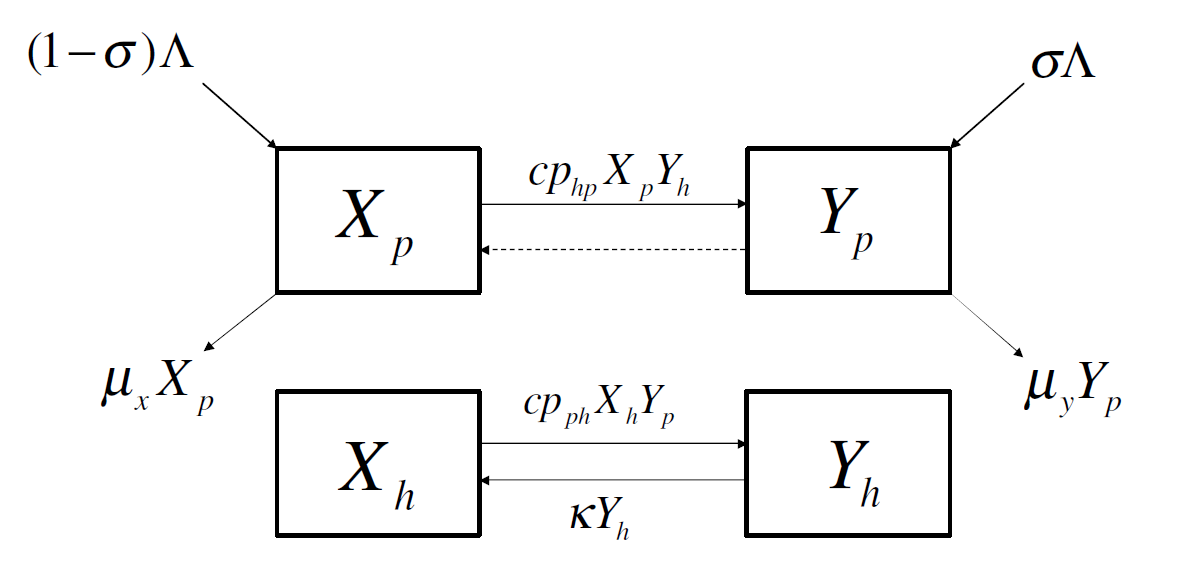 (1−σ)Λ
σΛ
cp_{hp}X_pY_h
X_p
Y_p
μ_xX_p
μ_yY_p
cp_{ph}X_hY_p
X_h
Y_h
κY_h